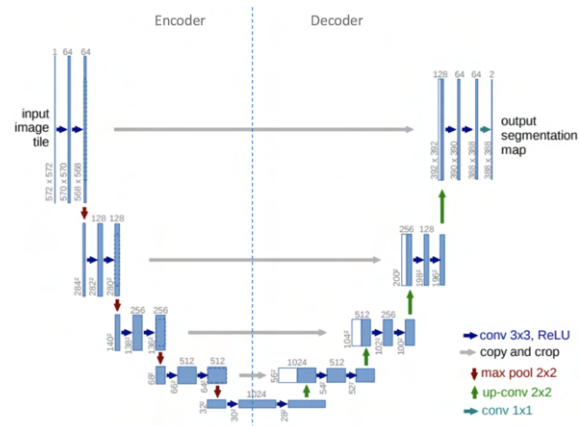 Encoder
Decoder
1 64 64
128 64 64 2
input
image
tile
output
segmentation
map
572 x 572
570 x 570
568 x 568
392 x 392
390 x 390
388 x 388
388 x 388
128 128
256 128
284²
282²
280²
200²
198²
196²
256 256
512 256
140²
138²
136²
104²
102²
100²
512 512
1024 512
68²
66²
64²
56²
54²
52²
1024
32²
30²
28²
conv 3x3, ReLU
copy and crop
max pool 2x2
up-conv 2x2
conv 1x1